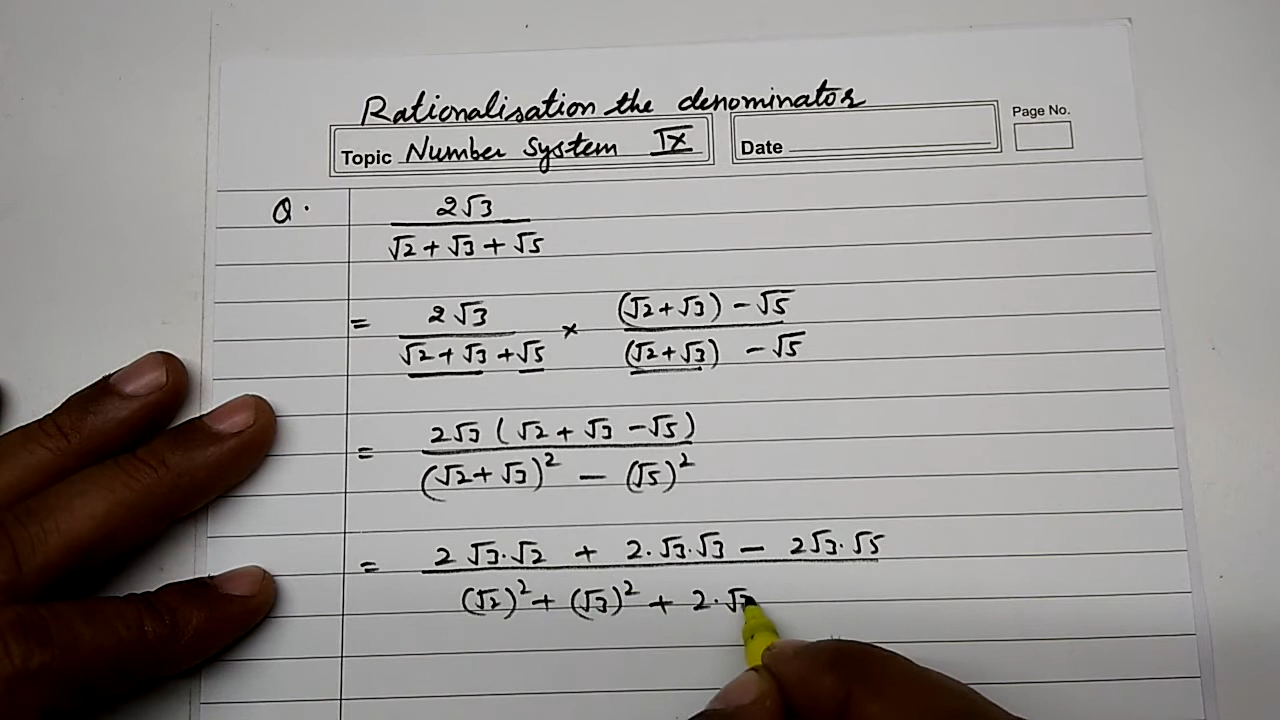 Rationalisation the denominator
Topic Number System IX Date Page No.
Q. 2√3
√2 + √3 + √5
= 2√3 / (√2 + √3 + √5) × ((√2 + √3) − √5) / ((√2 + √3) − √5)
= 2√3 (√2 + √3 − √5)
(√2 + √3)² − (√5)²
= 2√3·√2 + 2·√3·√3 − 2√3·√5
(√2)² + (√3)² + 2·√